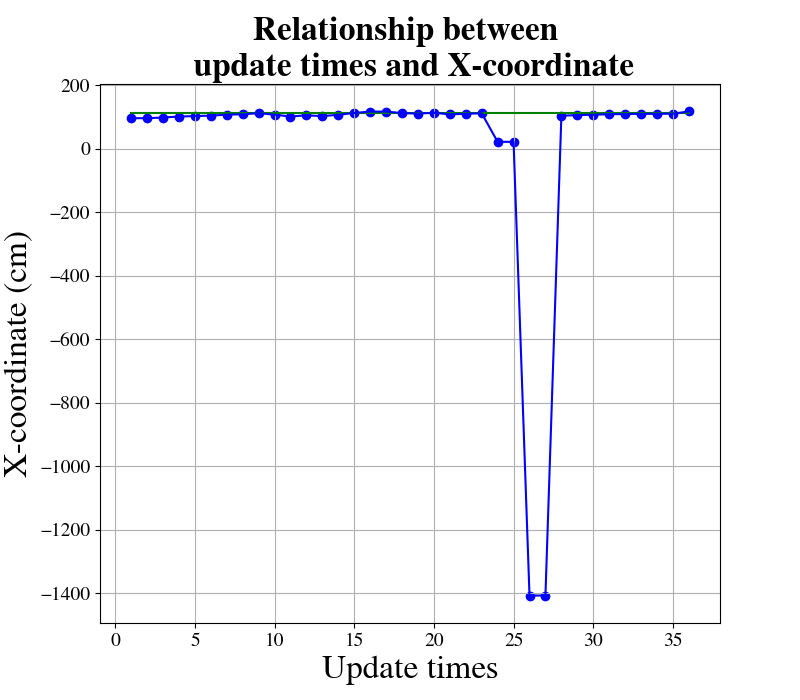 Relationship between
update times and X-coordinate
200
0
−200
−400
−600
−800
−1000
−1200
−1400
X-coordinate (cm)
0 5 10 15 20 25 30 35
Update times